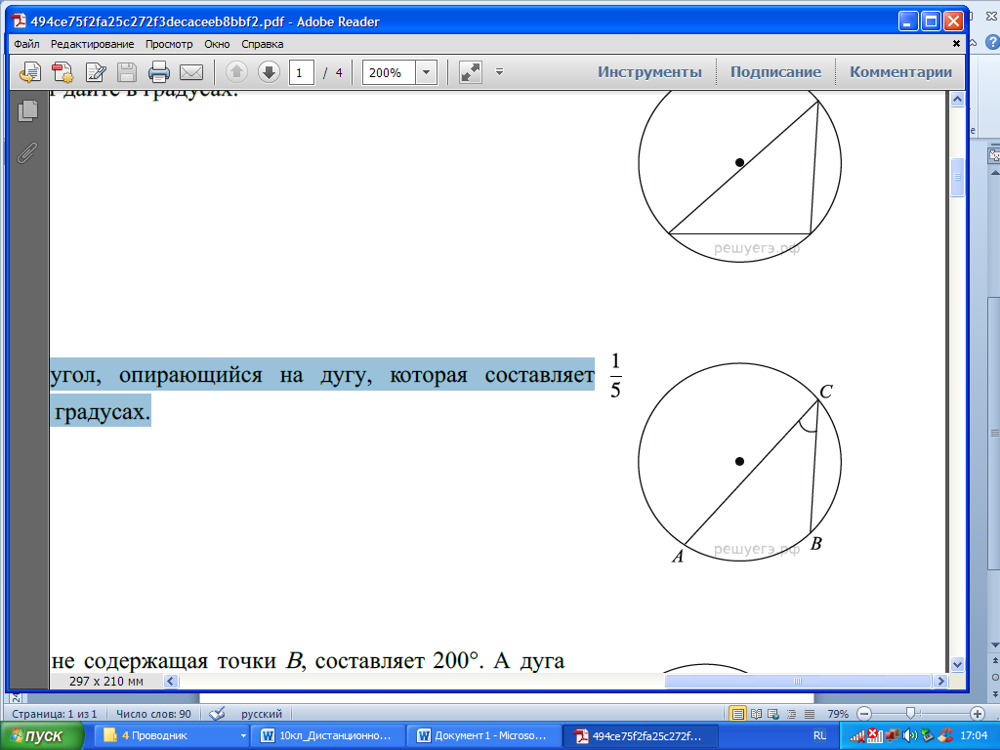 494ce75f2fa25c272f3decaceeb8bbf2.pdf - Adobe Reader
Файл Редактирование Просмотр Окно Справка
1 / 4 200% Инструменты Подписание Комментарии
дайте в градусах.
решуегэ.рф
угол, опирающийся на дугу, которая составляет 1/5
градусах.
C
B
A
решуегэ.рф
не содержащая точки B, составляет 200°. А дуга
297 x 210 мм
Страница: 1 из 1 Число слов: 90 русский 79%
пуск 4 Проводник 10кл_Дистанционно... Документ1 - Microso... 494ce75f2fa25c272f... RU 17:04